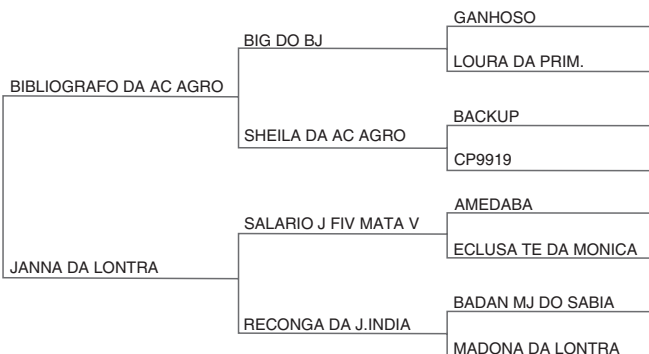 GANHOSO
BIG DO BJ
LOURA DA PRIM.
BIBLIOGRAFO DA AC AGRO
BACKUP
SHEILA DA AC AGRO
CP9919
AMEDABA
SALARIO J FIV MATA V
ECLUSA TE DA MONICA
JANNA DA LONTRA
BADAN MJ DO SABIA
RECONGA DA J.INDIA
MADONA DA LONTRA